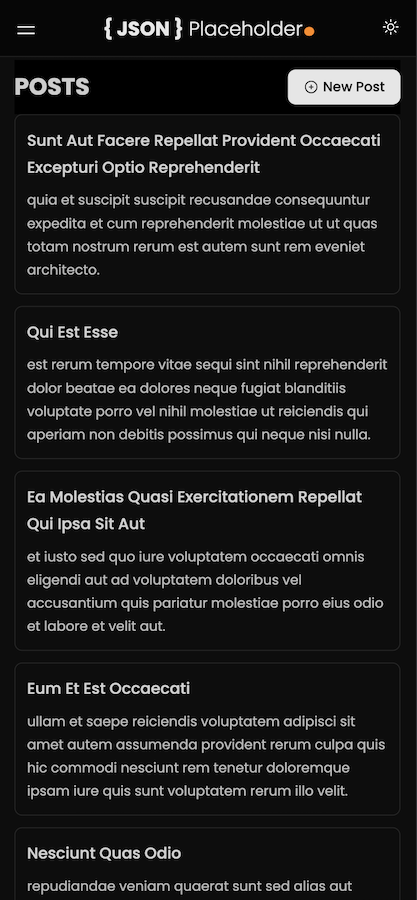 { JSON } Placeholder
POSTS
New Post
Sunt Aut Facere Repellat Provident Occaecati
Excepturi Optio Reprehenderit
quia et suscipit suscipit recusandae consequuntur
expedita et cum reprehenderit molestiae ut ut quas
totam nostrum rerum est autem sunt rem eveniet
architecto.
Qui Est Esse
est rerum tempore vitae sequi sint nihil reprehenderit
dolor beatae ea dolores neque fugiat blanditiis
voluptate porro vel nihil molestiae ut reiciendis qui
aperiam non debitis possimus qui neque nisi nulla.
Ea Molestias Quasi Exercitationem Repellat
Qui Ipsa Sit Aut
et iusto sed quo iure voluptatem occaecati omnis
eligendi aut ad voluptatem doloribus vel
accusantium quis pariatur molestiae porro eius odio
et labore et velit aut.
Eum Et Est Occaecati
ullam et saepe reiciendis voluptatem adipisci sit
amet autem assumenda provident rerum culpa quis
hic commodi nesciunt rem tenetur doloremque
ipsam iure quis sunt voluptatem rerum illo velit.
Nesciunt Quas Odio
repudiandae veniam quaerat sunt sed alias aut